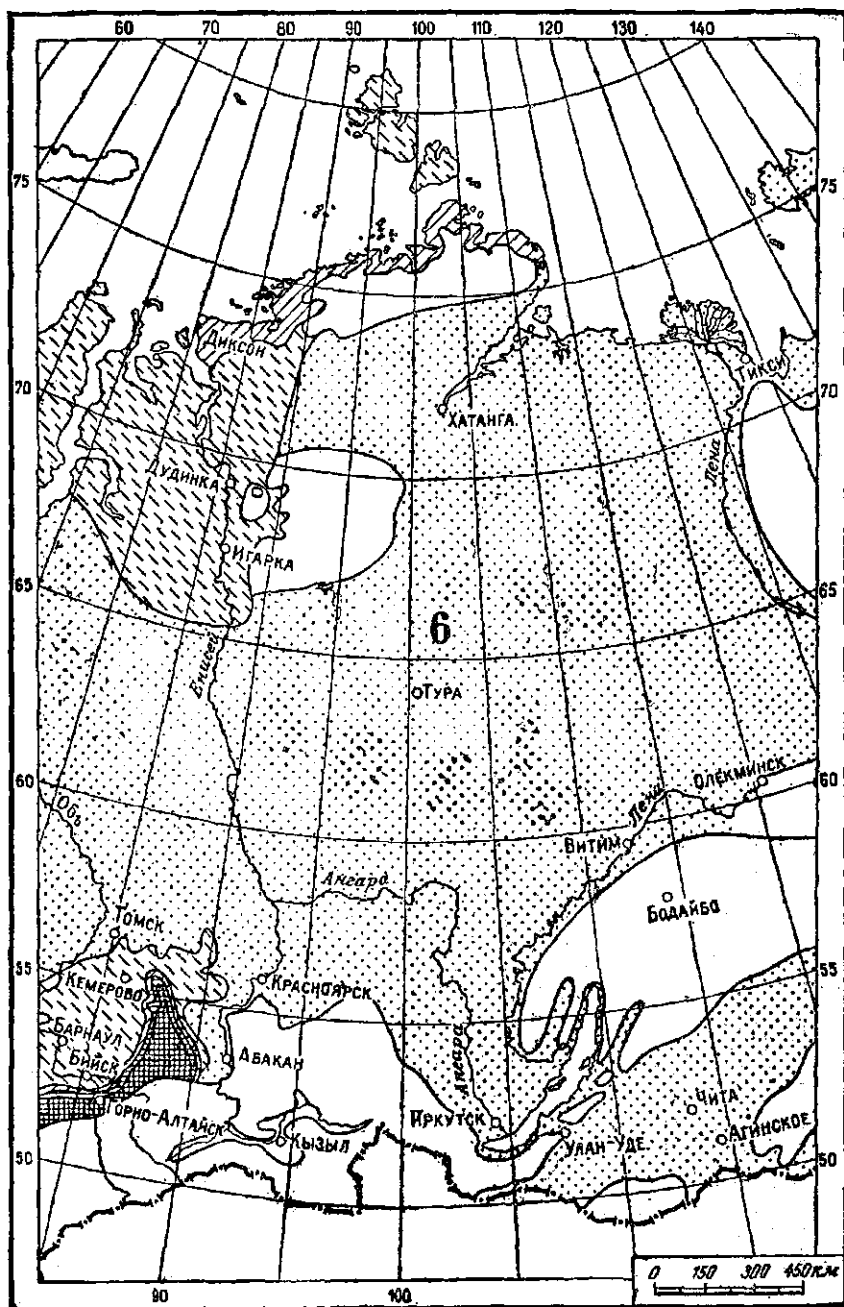 60 70 75 80 90 100 110 120 130 140
75 75
Диксон
Тикси
70 70
Хатанга
Лена
Дудинка
Игарка
65 65
6
Енисей
Тура
Олекминск
60 60
Обь
Лена
Витим
Ангара
Бодайбо
Томск
55 55
Кемерово
Красноярск
Барнаул
Бийск
Абакан
Ангара
Чита
Горно-Алтайск
Иркутск
Агинское
Кызыл
Улан-Уде
50 50
0 150 300 450 км
90 100